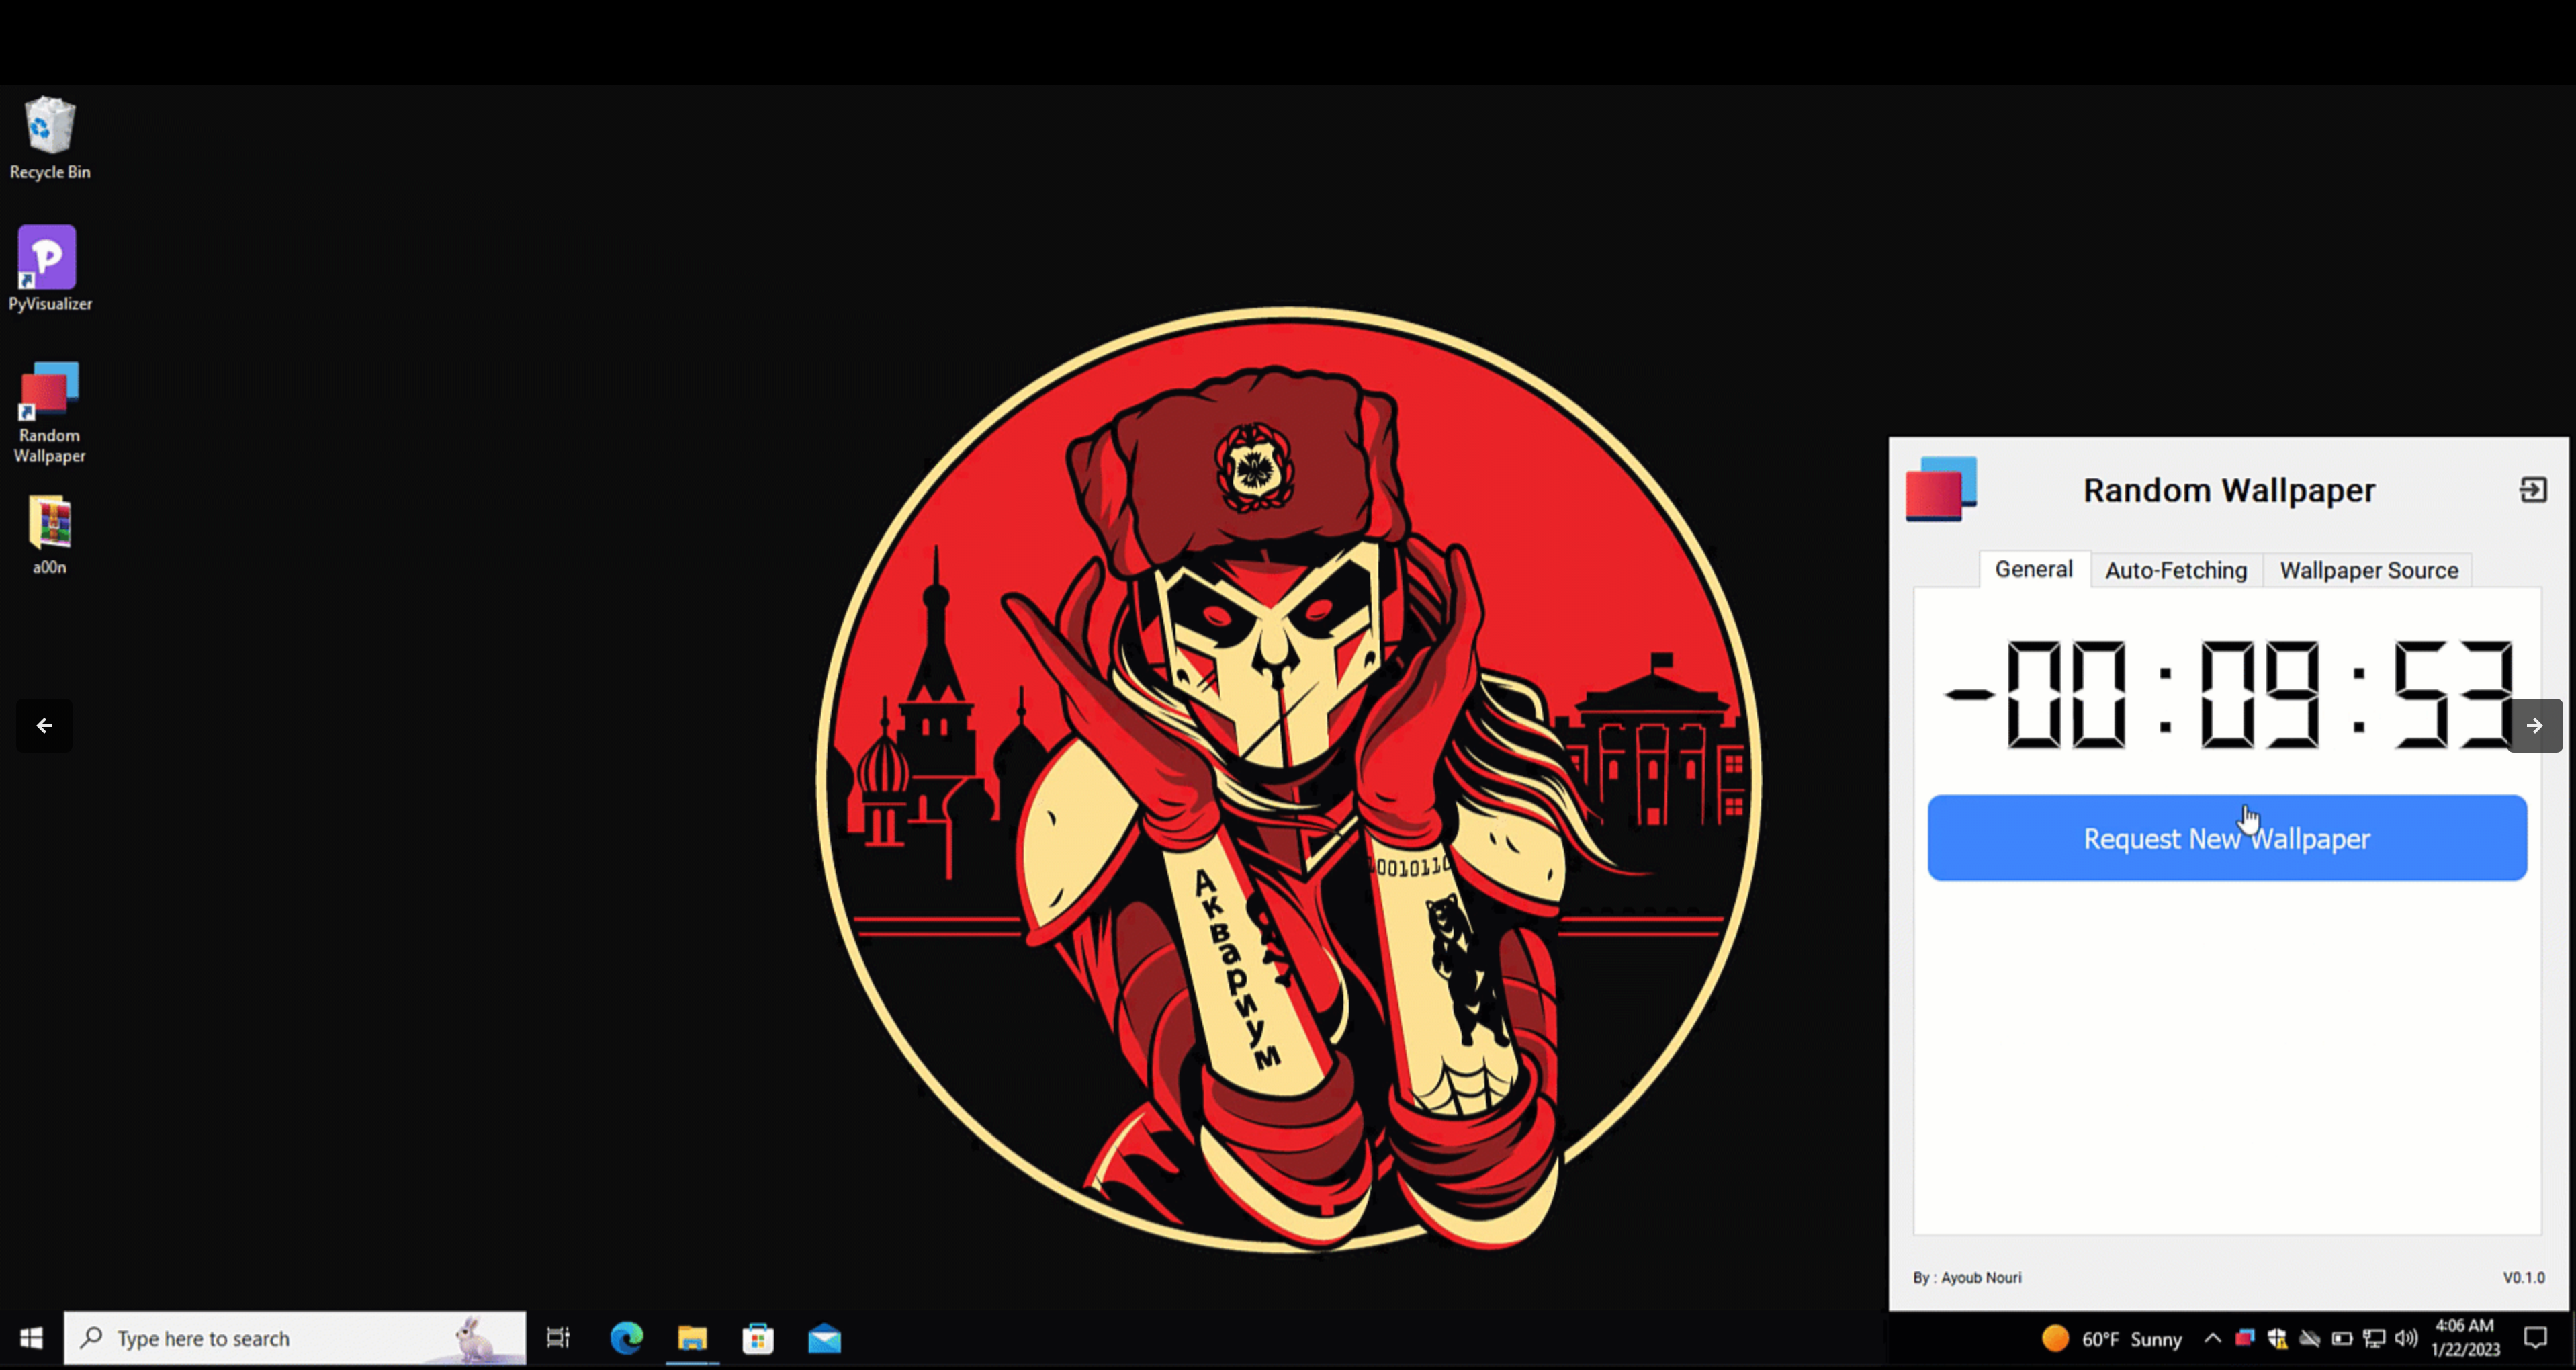 Recycle Bin
PyVisualizer
Random
Wallpaper
a00n
Аквариум
0010110
Random Wallpaper
General
Auto-Fetching
Wallpaper Source
-00:09:53
Request New Wallpaper
By : Ayoub Nouri
V0.1.0
Type here to search
60°F Sunny
4:06 AM
1/22/2023